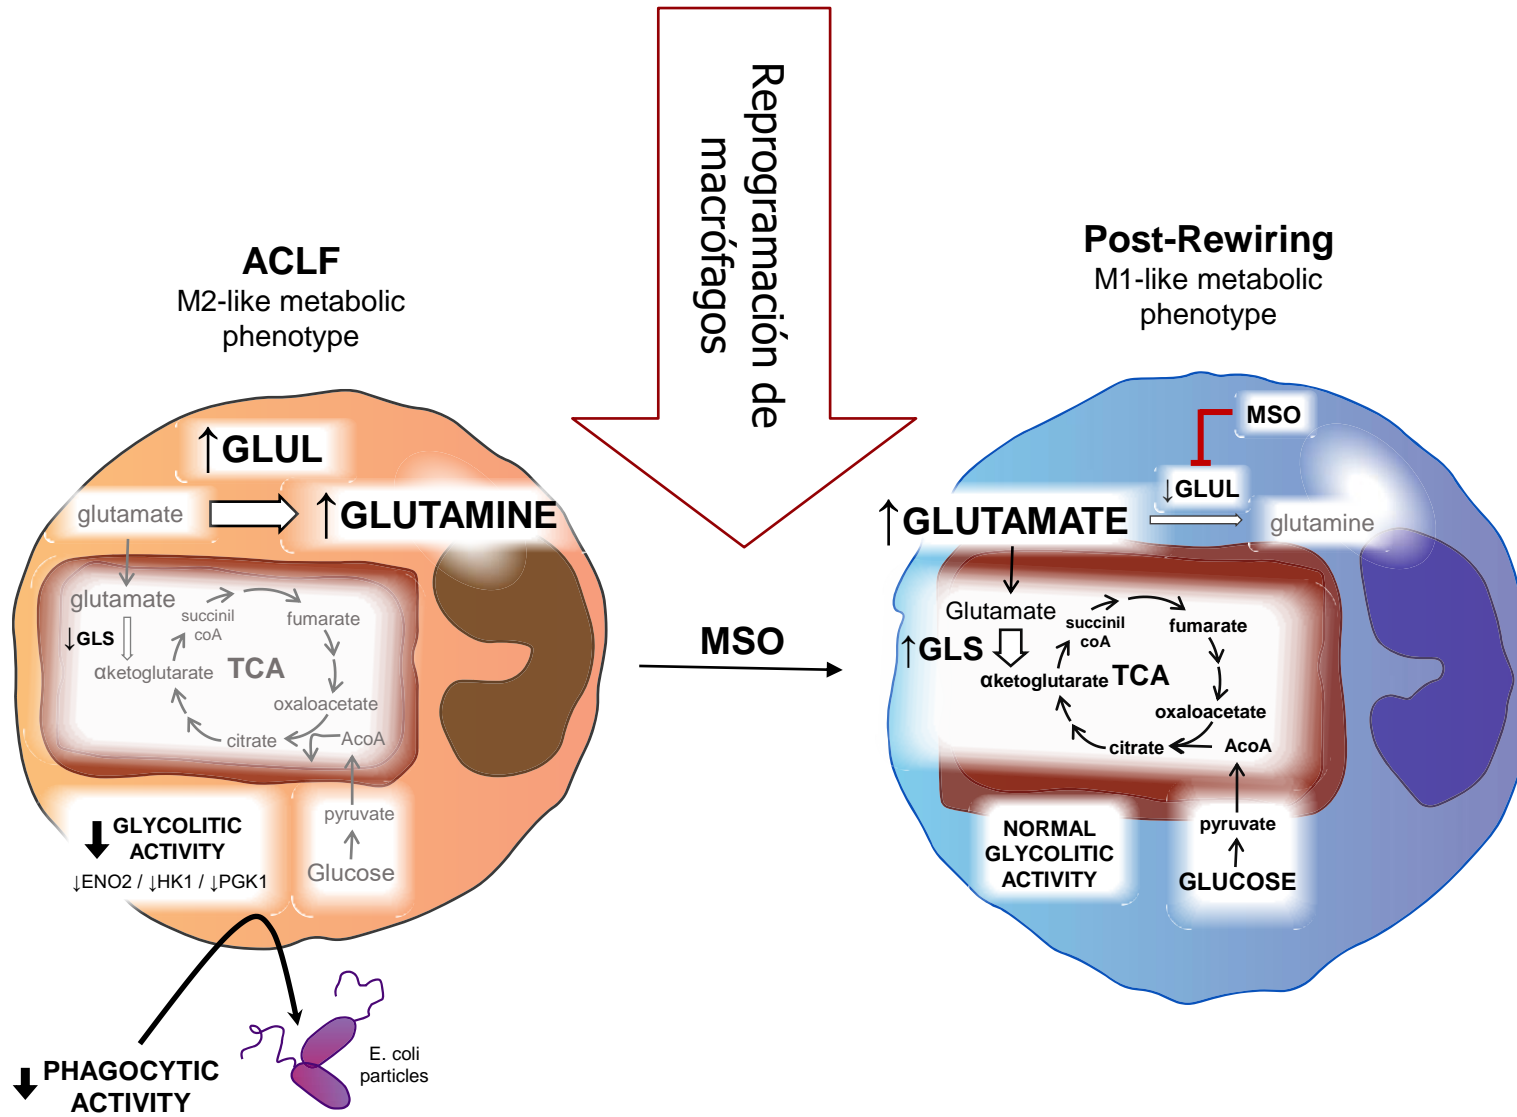 Reprogramación de
macrófagos
ACLF
M2-like metabolic
phenotype
↑GLUL
glutamate
↑GLUTAMINE
glutamate
↓GLS
αketoglutarate
succinil
coA
fumarate
TCA
oxaloacetate
citrate
AcoA
pyruvate
Glucose
GLYCOLITIC
ACTIVITY
↓ENO2 / ↓HK1 / ↓PGK1
PHAGOCYTIC
ACTIVITY
E. coli
particles
MSO
Post-Rewiring
M1-like metabolic
phenotype
MSO
↓GLUL
↑GLUTAMATE
glutamine
Glutamate
↑GLS
αketoglutarate
succinil
coA
fumarate
TCA
oxaloacetate
citrate
AcoA
pyruvate
GLUCOSE
NORMAL
GLYCOLITIC
ACTIVITY